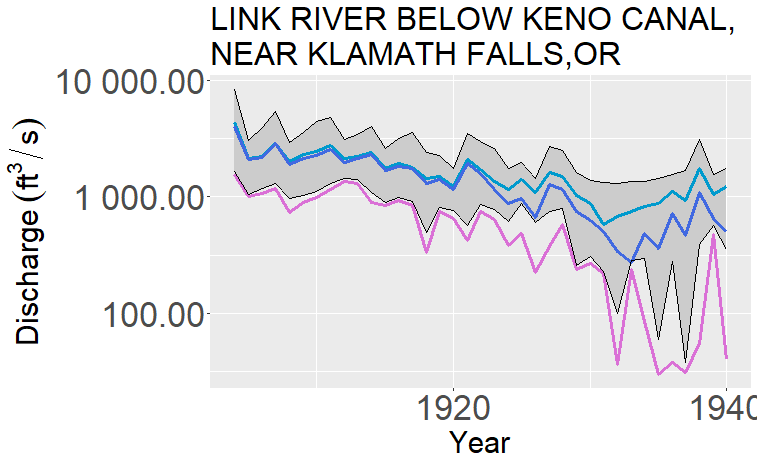 LINK RIVER BELOW KENO CANAL,
NEAR KLAMATH FALLS,OR
10 000.00
1 000.00
100.00
Discharge (ft³/s)
1920
1940
Year